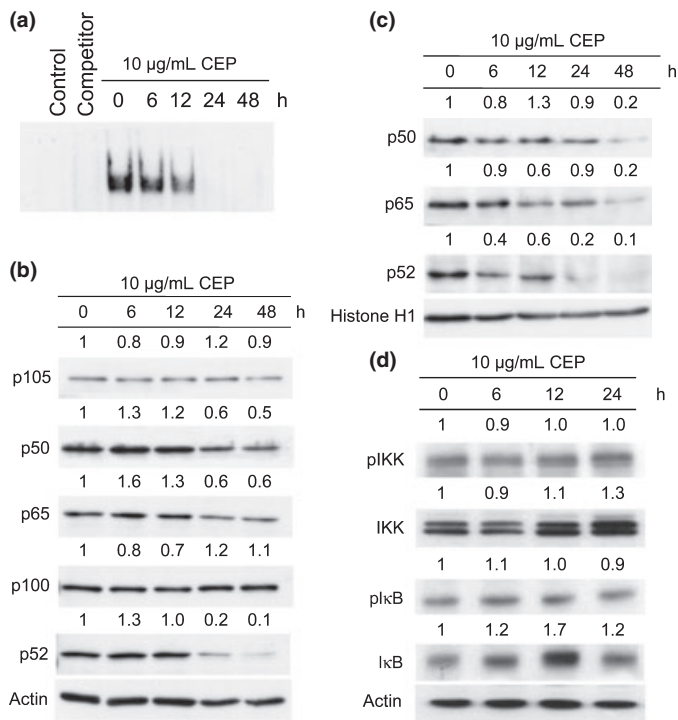 (a)
Control
Competitor
10 µg/mL CEP
0 6 12 24 48 h
(b)
10 µg/mL CEP
0 6 12 24 48 h
1 0.8 0.9 1.2 0.9
p105
1 1.3 1.2 0.6 0.5
p50
1 1.6 1.3 0.6 0.6
p65
1 0.8 0.7 1.2 1.1
p100
1 1.3 1.0 0.2 0.1
p52
Actin
(c)
10 µg/mL CEP
0 6 12 24 48 h
1 0.8 1.3 0.9 0.2
p50
1 0.9 0.6 0.9 0.2
p65
1 0.4 0.6 0.2 0.1
p52
Histone H1
(d)
10 µg/mL CEP
0 6 12 24 h
1 0.9 1.0 1.0
pIKK
1 0.9 1.1 1.3
IKK
1 1.1 1.0 0.9
pIκB
1 1.2 1.7 1.2
IκB
Actin